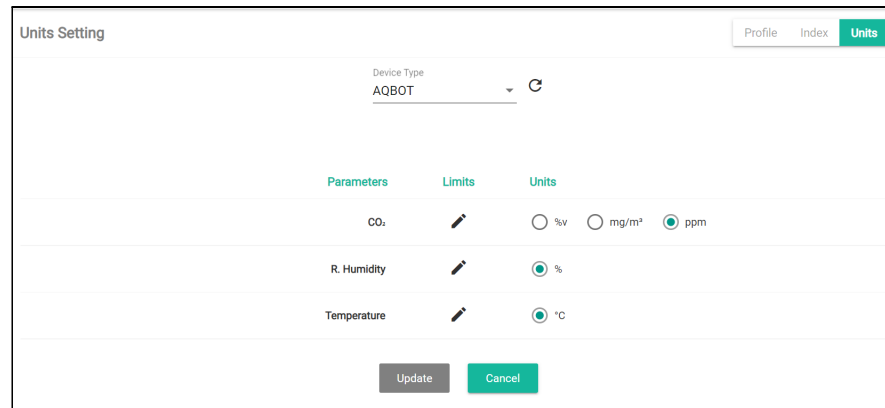 Units Setting
Profile Index Units
Device Type
AQBOT
Parameters Limits Units
CO₂ %v mg/m³ ppm
R. Humidity %
Temperature °C
Update Cancel